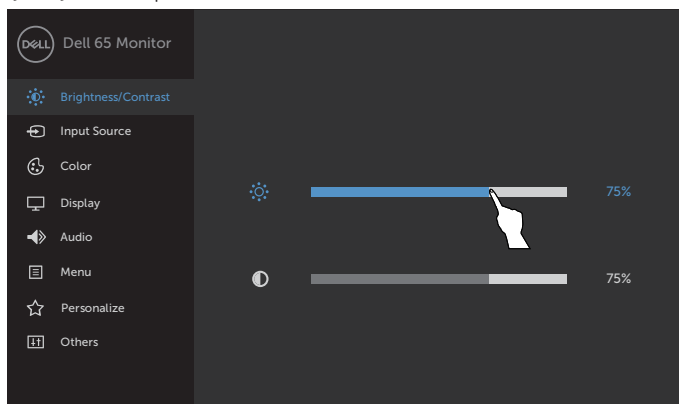 DELL
Dell 65 Monitor
Brightness/Contrast
Input Source
Color
75%
Display
Audio
Menu
75%
Personalize
Others